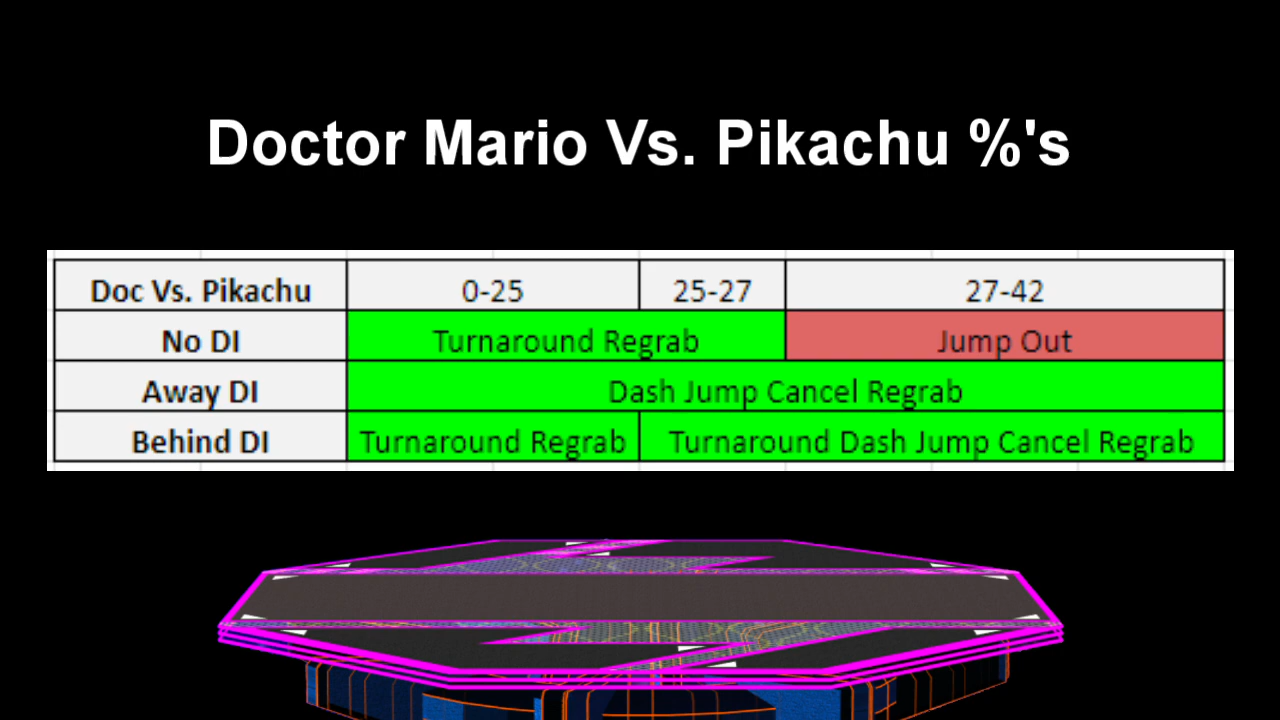 Doctor Mario Vs. Pikachu %'s
Doc Vs. Pikachu 0-25 25-27 27-42
No DI Turnaround Regrab Jump Out
Away DI Dash Jump Cancel Regrab
Behind DI Turnaround Regrab Turnaround Dash Jump Cancel Regrab